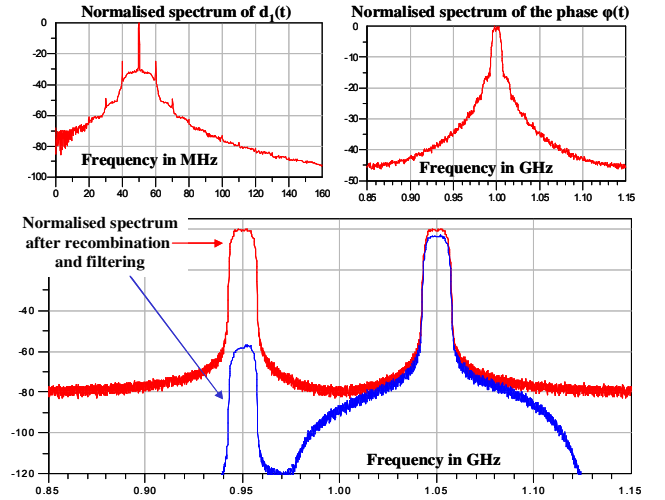 Normalised spectrum of d1(t)
0
-20
-40
-60
-80
-100
Frequency in MHz
0 20 40 60 80 100 120 140 160
Normalised spectrum of the phase φ(t)
0
-10
-20
-30
-40
-50
Frequency in GHz
0.85 0.90 0.95 1.00 1.05 1.10 1.15
Normalised spectrum
after recombination
and filtering
-40
-60
-80
-100
-120
Frequency in GHz
0.85 0.90 0.95 1.00 1.05 1.10 1.15